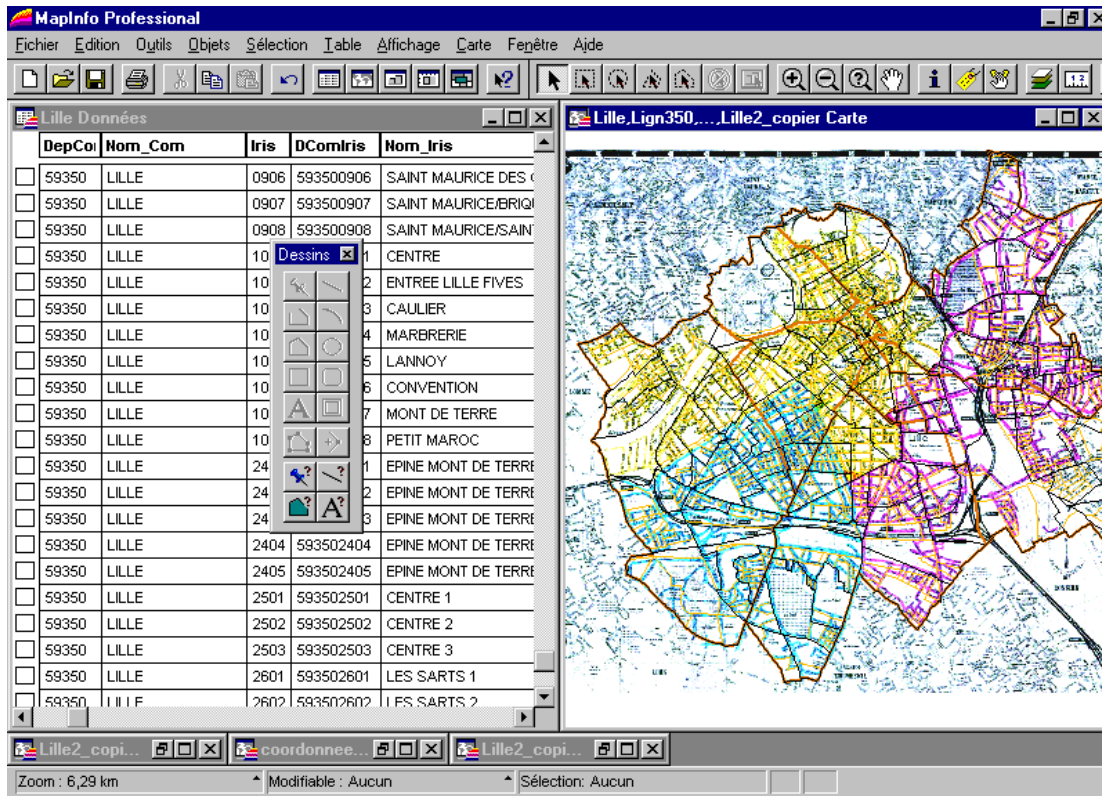 MapInfo Professional
Fichier Edition Outils Objets Sélection Table Affichage Carte Fenêtre Aide
Lille Données
DepCo Nom_Com Iris DComIris Nom_Iris
59350 LILLE 0906 593500906 SAINT MAURICE DES
59350 LILLE 0907 593500907 SAINT MAURICE/BRIQU
59350 LILLE 0908 593500908 SAINT MAURICE/SAINT
59350 LILLE 10 1 CENTRE
59350 LILLE 10 2 ENTREE LILLE FIVES
59350 LILLE 10 3 CAULIER
59350 LILLE 10 4 MARBRERIE
59350 LILLE 10 5 LANNOY
59350 LILLE 10 6 CONVENTION
59350 LILLE 10 7 MONT DE TERRE
59350 LILLE 10 8 PETIT MAROC
59350 LILLE 24 1 EPINE MONT DE TERRE
59350 LILLE 24 2 EPINE MONT DE TERRE
59350 LILLE 24 3 EPINE MONT DE TERRE
59350 LILLE 2404 593502404 EPINE MONT DE TERRE
59350 LILLE 2405 593502405 EPINE MONT DE TERRE
59350 LILLE 2501 593502501 CENTRE 1
59350 LILLE 2502 593502502 CENTRE 2
59350 LILLE 2503 593502503 CENTRE 3
59350 LILLE 2601 593502601 LES SARTS 1
59350 LILLE 2602 593502602 LES SARTS 2
Dessins
A
A?
Lille,Lign350,...,Lille2_copier Carte
Lille
Lille2_copi...
coordonnee...
Lille2_copi...
Zoom : 6,29 km
Modifiable : Aucun
Sélection: Aucun